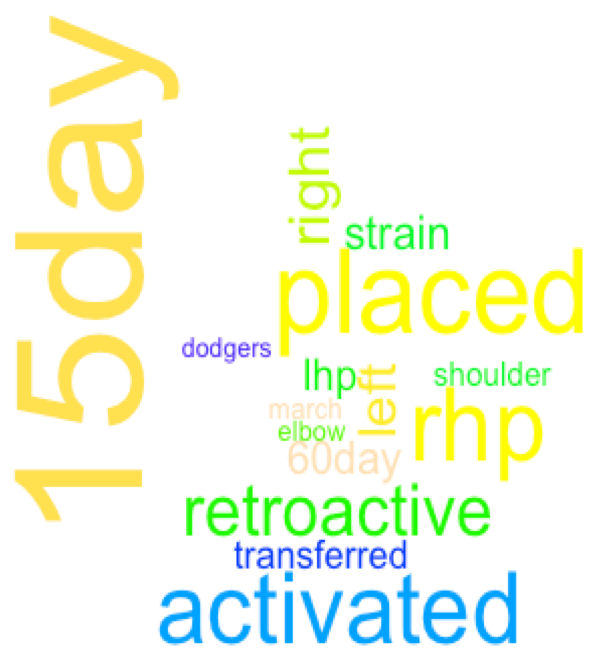 15day
right
strain
placed
dodgers
lhp
left
shoulder
march
rhp
elbow
60day
retroactive
transferred
activated